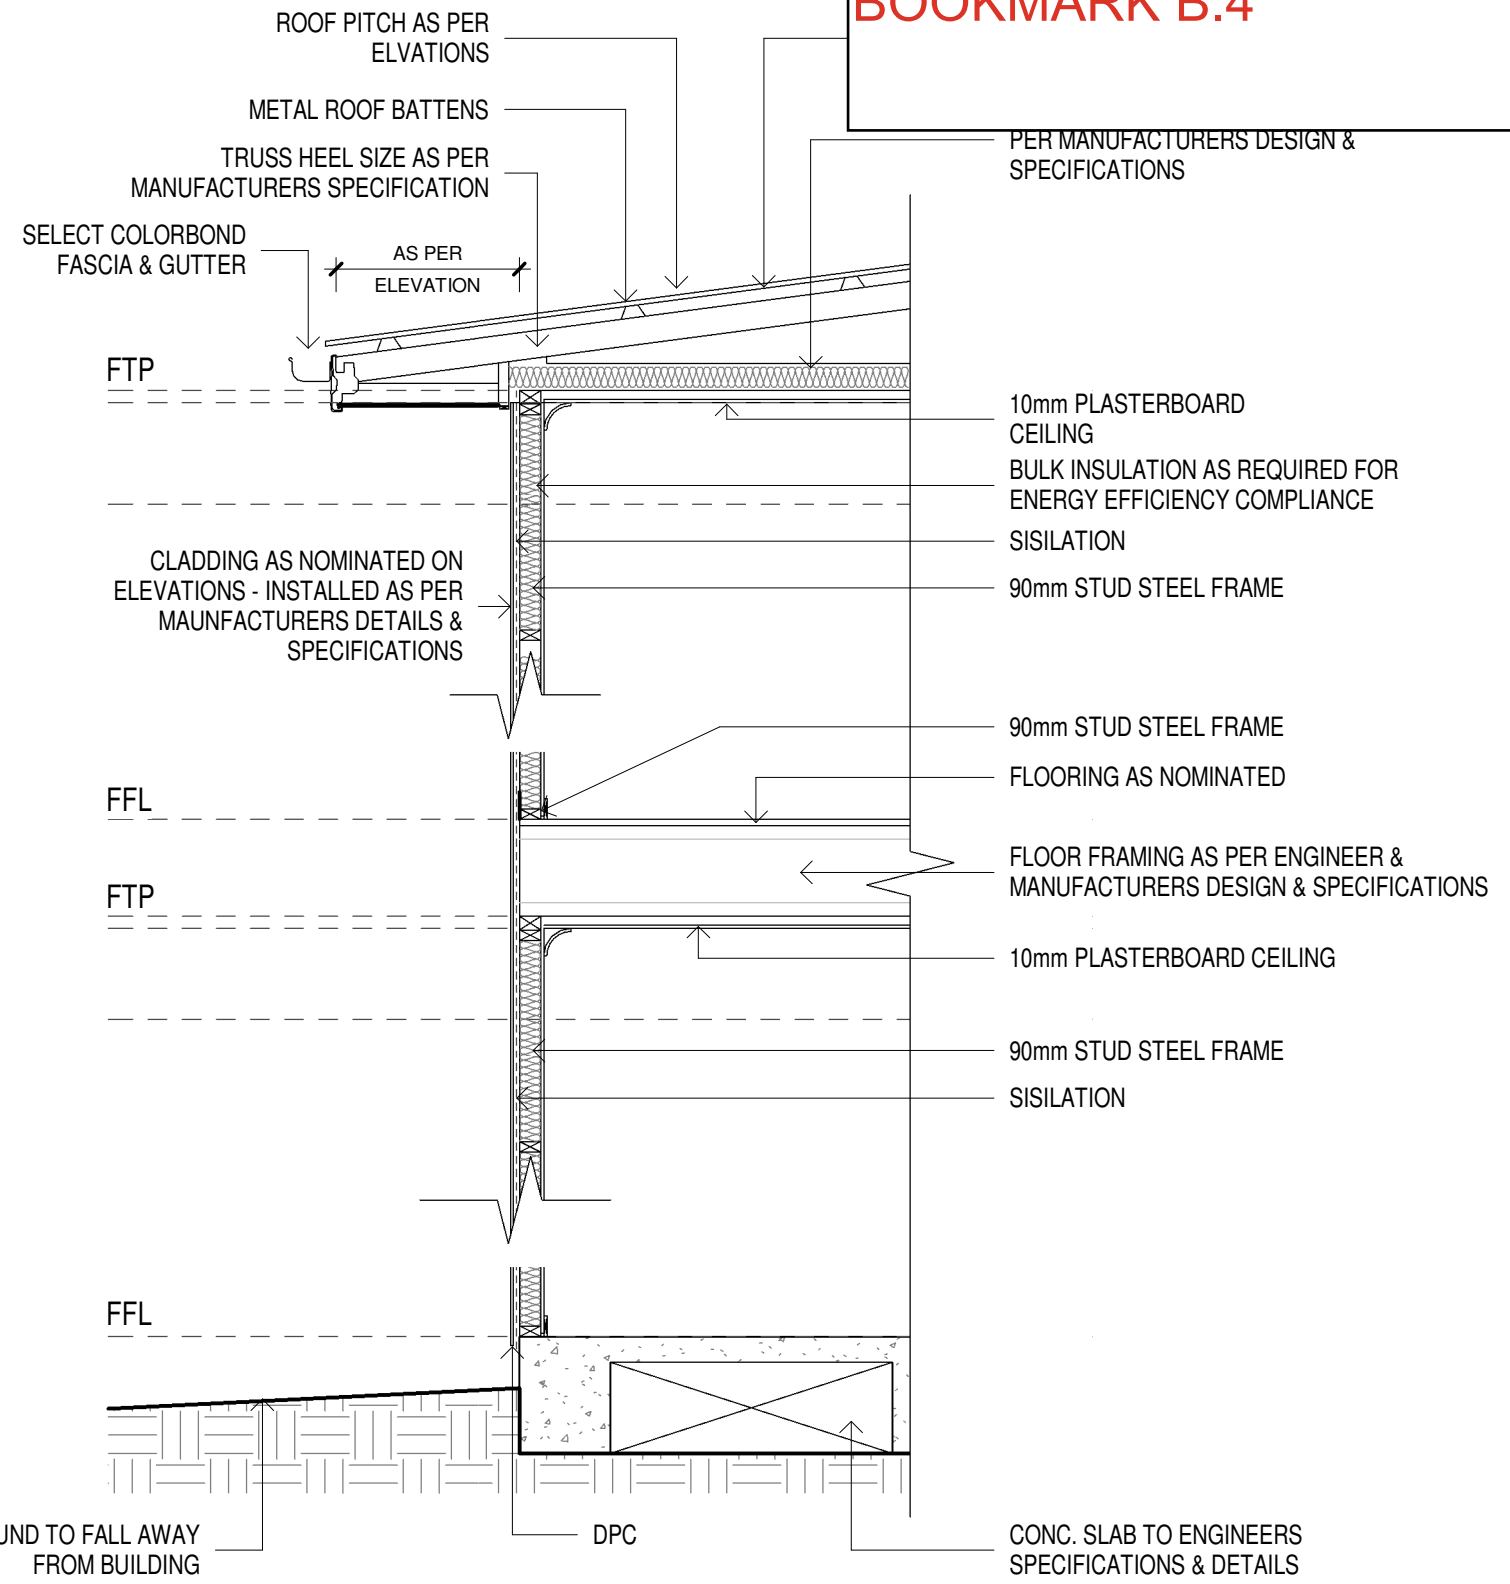 BOOKMARK B.4
ROOF PITCH AS PER
ELVATIONS
METAL ROOF BATTENS
TRUSS HEEL SIZE AS PER
MANUFACTURERS SPECIFICATION
SELECT COLORBOND
FASCIA & GUTTER
AS PER
ELEVATION
PER MANUFACTURERS DESIGN &
SPECIFICATIONS
FTP
10mm PLASTERBOARD
CEILING
BULK INSULATION AS REQUIRED FOR
ENERGY EFFICIENCY COMPLIANCE
SISILATION
90mm STUD STEEL FRAME
CLADDING AS NOMINATED ON
ELEVATIONS - INSTALLED AS PER
MAUNFACTURERS DETAILS &
SPECIFICATIONS
90mm STUD STEEL FRAME
FLOORING AS NOMINATED
FFL
FLOOR FRAMING AS PER ENGINEER &
MANUFACTURERS DESIGN & SPECIFICATIONS
FTP
10mm PLASTERBOARD CEILING
90mm STUD STEEL FRAME
SISILATION
FFL
UND TO FALL AWAY
FROM BUILDING
DPC
CONC. SLAB TO ENGINEERS
SPECIFICATIONS & DETAILS